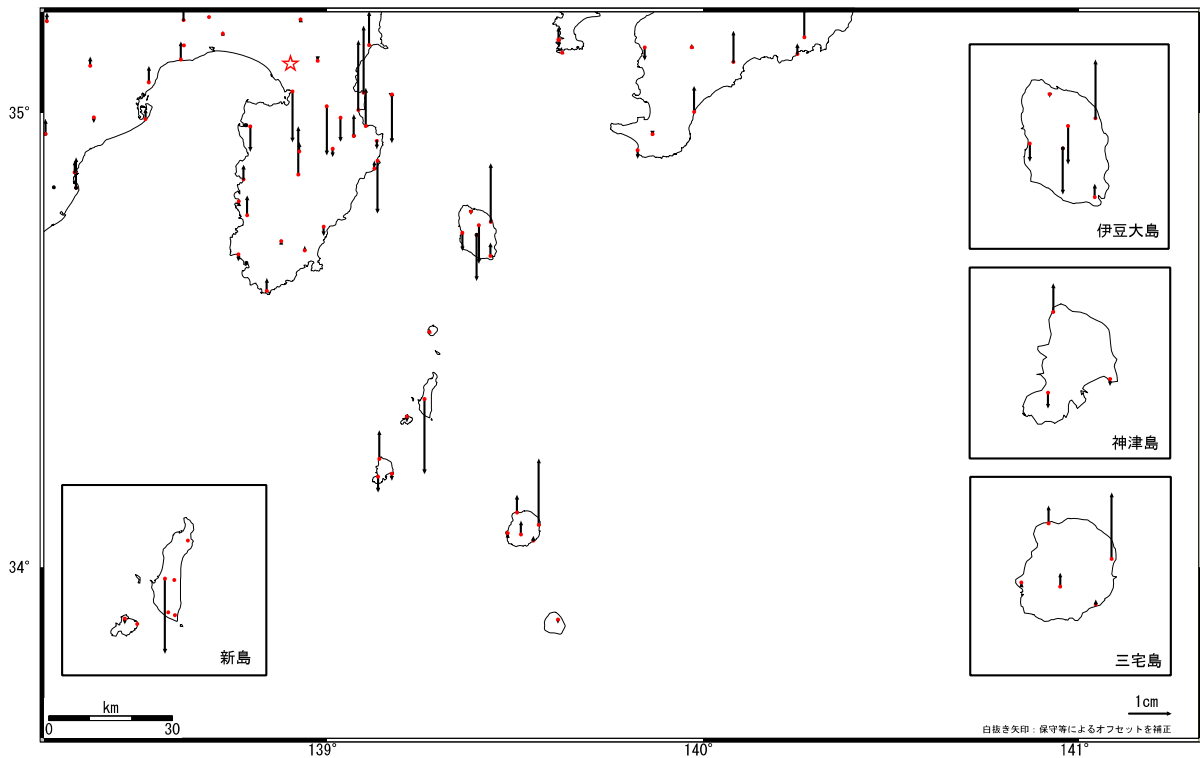 35°
伊豆大島
神津島
34°
新島
三宅島
km
0 30
1cm
白抜き矢印：保守等によるオフセットを補正
139° 140° 141°